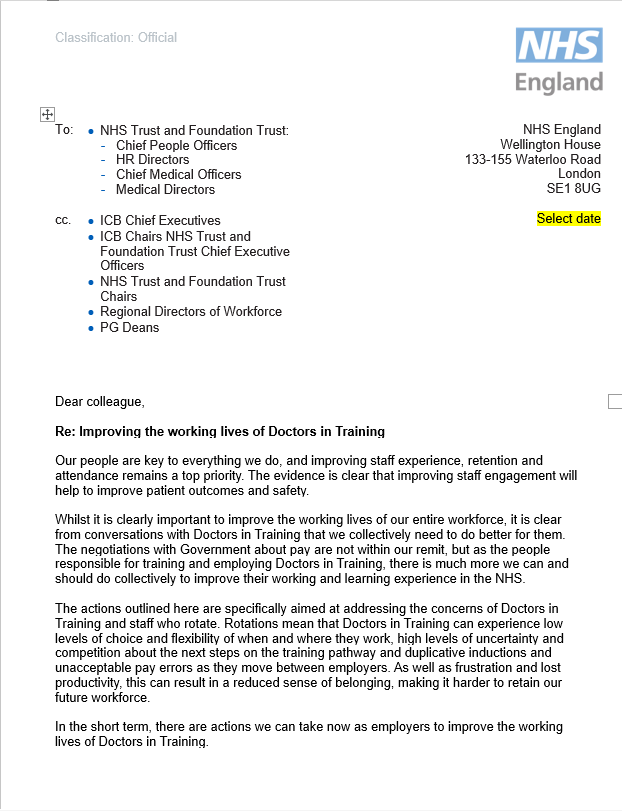 Classification: Official
NHS
England
To:
• NHS Trust and Foundation Trust:
- Chief People Officers
- HR Directors
- Chief Medical Officers
- Medical Directors
NHS England
Wellington House
133-155 Waterloo Road
London
SE1 8UG
cc.
• ICB Chief Executives
• ICB Chairs NHS Trust and
Foundation Trust Chief Executive
Officers
• NHS Trust and Foundation Trust
Chairs
• Regional Directors of Workforce
• PG Deans
Select date
Dear colleague,
Re: Improving the working lives of Doctors in Training
Our people are key to everything we do, and improving staff experience, retention and
attendance remains a top priority. The evidence is clear that improving staff engagement will
help to improve patient outcomes and safety.
Whilst it is clearly important to improve the working lives of our entire workforce, it is clear
from conversations with Doctors in Training that we collectively need to do better for them.
The negotiations with Government about pay are not within our remit, but as the people
responsible for training and employing Doctors in Training, there is much more we can and
should do collectively to improve their working and learning experience in the NHS.
The actions outlined here are specifically aimed at addressing the concerns of Doctors in
Training and staff who rotate. Rotations mean that Doctors in Training can experience low
levels of choice and flexibility of when and where they work, high levels of uncertainty and
competition about the next steps on the training pathway and duplicative inductions and
unacceptable pay errors as they move between employers. As well as frustration and lost
productivity, this can result in a reduced sense of belonging, making it harder to retain our
future workforce.
In the short term, there are actions we can take now as employers to improve the working
lives of Doctors in Training.